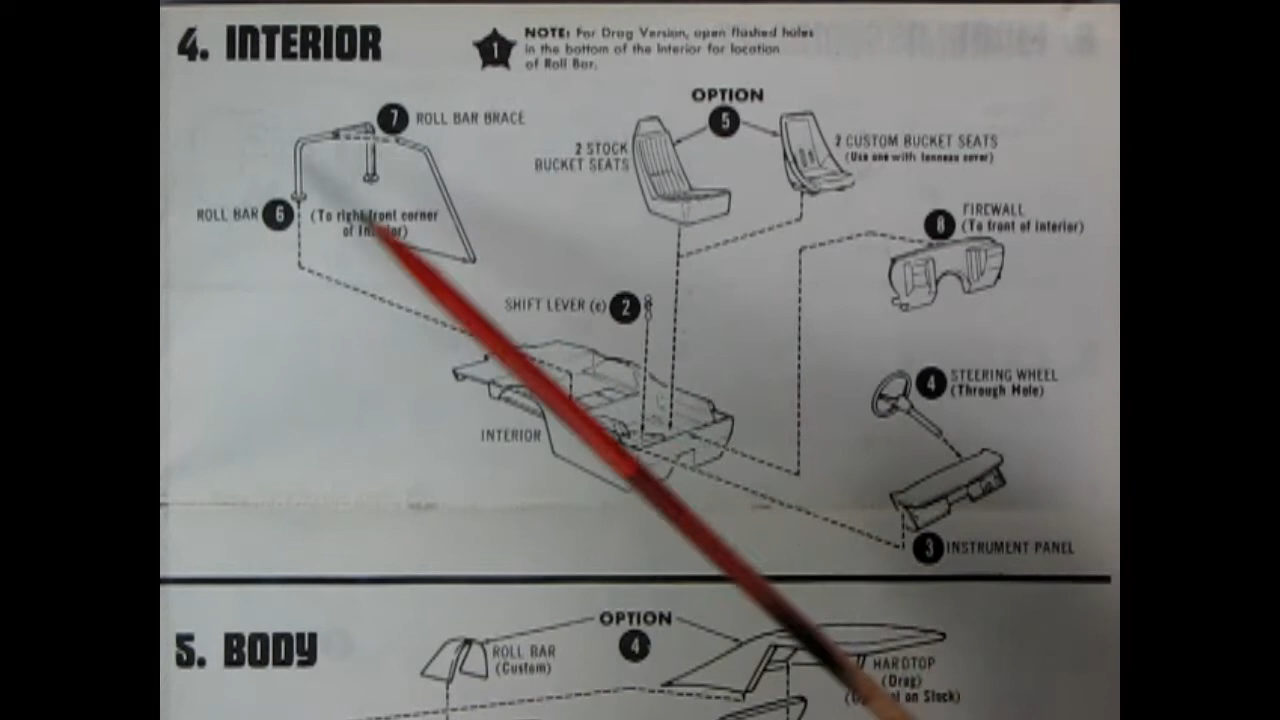 4. INTERIOR
1
NOTE: For Drag Version, open flashed holes
in the bottom of the Interior for location
of Roll Bar.
OPTION
7 ROLL BAR BRACE
5
2 STOCK
BUCKET SEATS
2 CUSTOM BUCKET SEATS
(Use one with tonneau cover)
ROLL BAR 6
(To right front corner
of
8 FIREWALL
(To front of interior)
SHIFT LEVER (c) 2
4 STEERING WHEEL
(Through Hole)
INTERIOR
3 INSTRUMENT PANEL
5. BODY
OPTION
4
ROLL BAR
(Custom)
HARDTOP
(Drag)
on Stock)